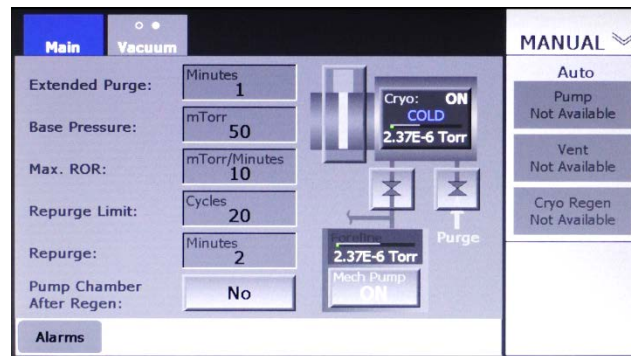 Main
Vacuum
MANUAL
Extended Purge:
Minutes
1
Base Pressure:
mTorr
50
Max. ROR:
mTorr/Minutes
10
Repurge Limit:
Cycles
20
Repurge:
Minutes
2
Pump Chamber
After Regen:
No
Cryo: ON
COLD
2.37E-6 Torr
Purge
Foreline
2.37E-6 Torr
Mech Pump
ON
Auto
Pump
Not Available
Vent
Not Available
Cryo Regen
Not Available
Alarms